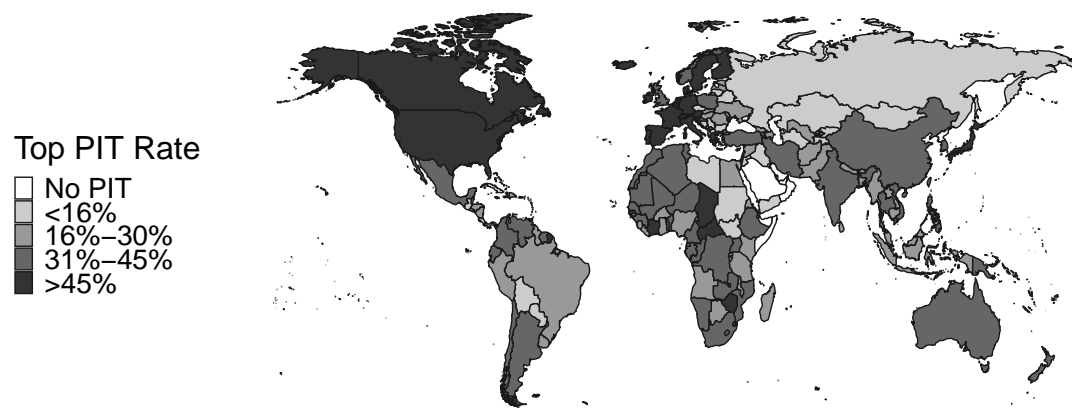 Top PIT Rate
No PIT
<16%
16%–30%
31%–45%
>45%